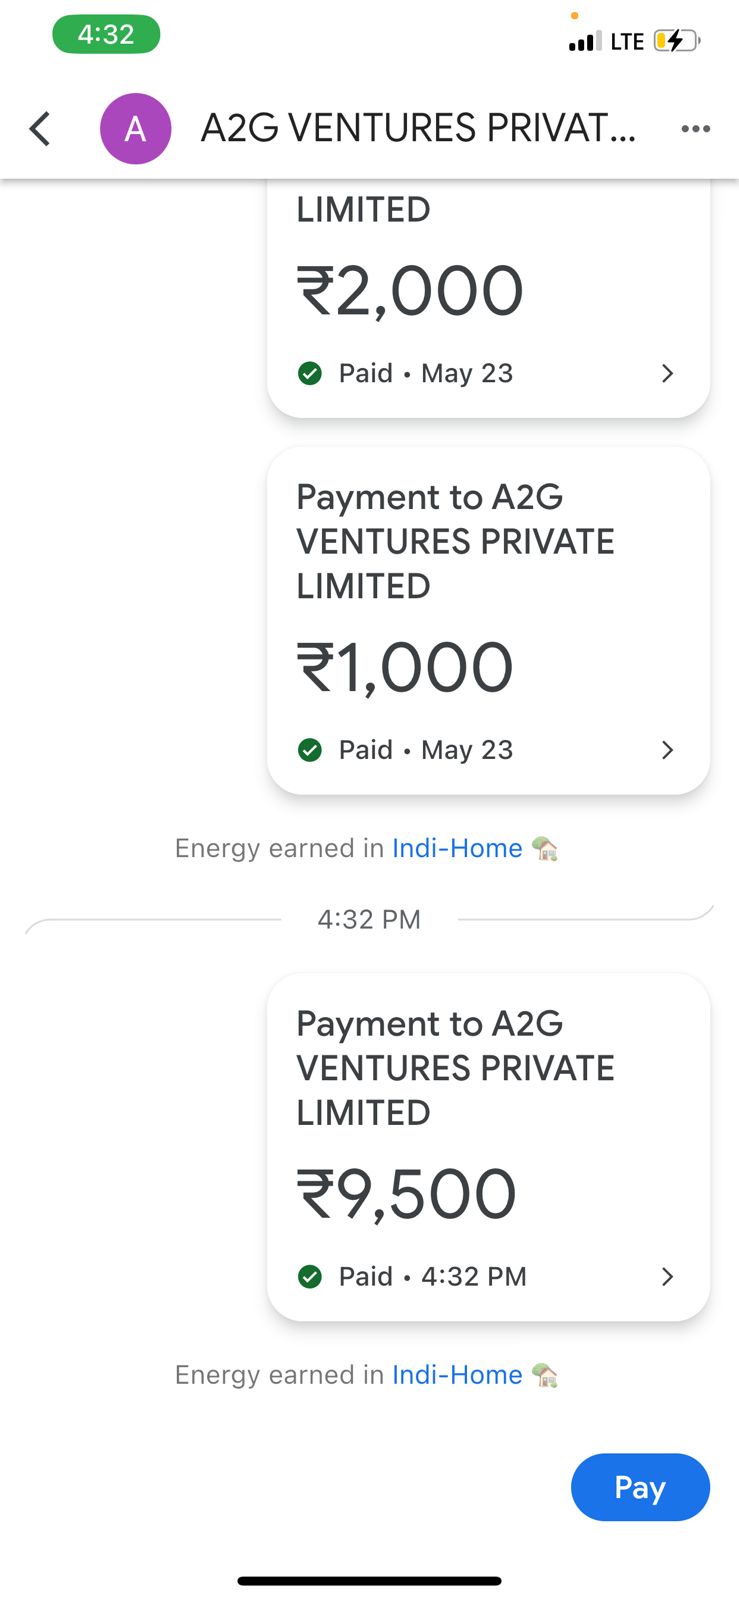 4:32
LTE
A
A2G VENTURES PRIVAT...
LIMITED
₹2,000
Paid • May 23
Payment to A2G
VENTURES PRIVATE
LIMITED
₹1,000
Paid • May 23
Energy earned in Indi-Home
4:32 PM
Payment to A2G
VENTURES PRIVATE
LIMITED
₹9,500
Paid • 4:32 PM
Energy earned in Indi-Home
Pay